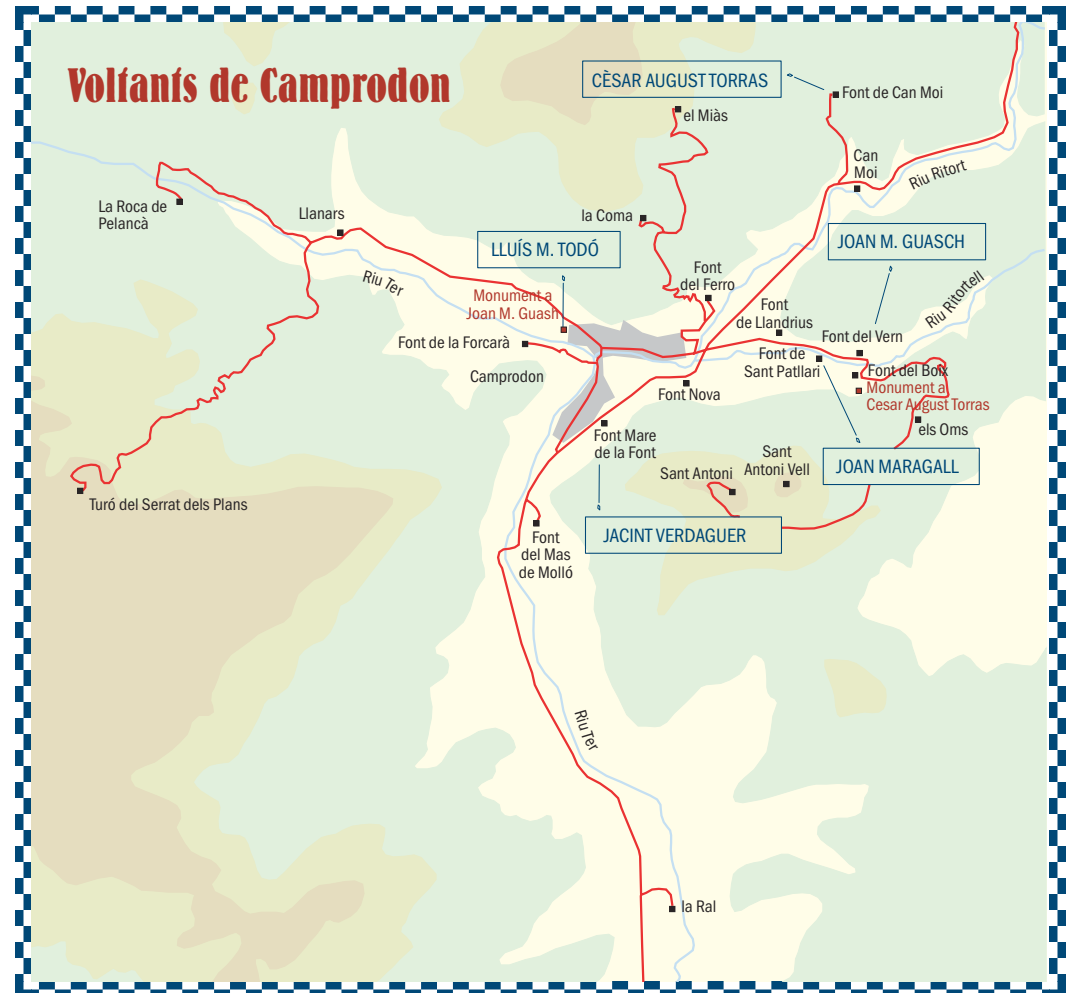 Voltants de Camprodon
CÈSAR AUGUST TORRAS
Font de Can Moi
el Miàs
Can
Moi
Riu Ritort
La Roca de
Pelancà
Llanars
la Coma
LLUÍS M. TODÓ
JOAN M. GUASCH
Riu Ter
Font
del Ferro
Riu Ritortell
Monument a
Joan M. Guash
Font
de Llandrius
Font de la Forcarà
Font del Vern
Font de
Sant Patllari
Camprodon
Font del Boix
Font Nova
Monument a
Cesar August Torras
els Oms
Font Mare
de la Font
Sant
Antoni Vell
Sant Antoni
JOAN MARAGALL
Turó del Serrat dels Plans
JACINT VERDAGUER
Font
del Mas
de Molló
Riu Ter
la Ral